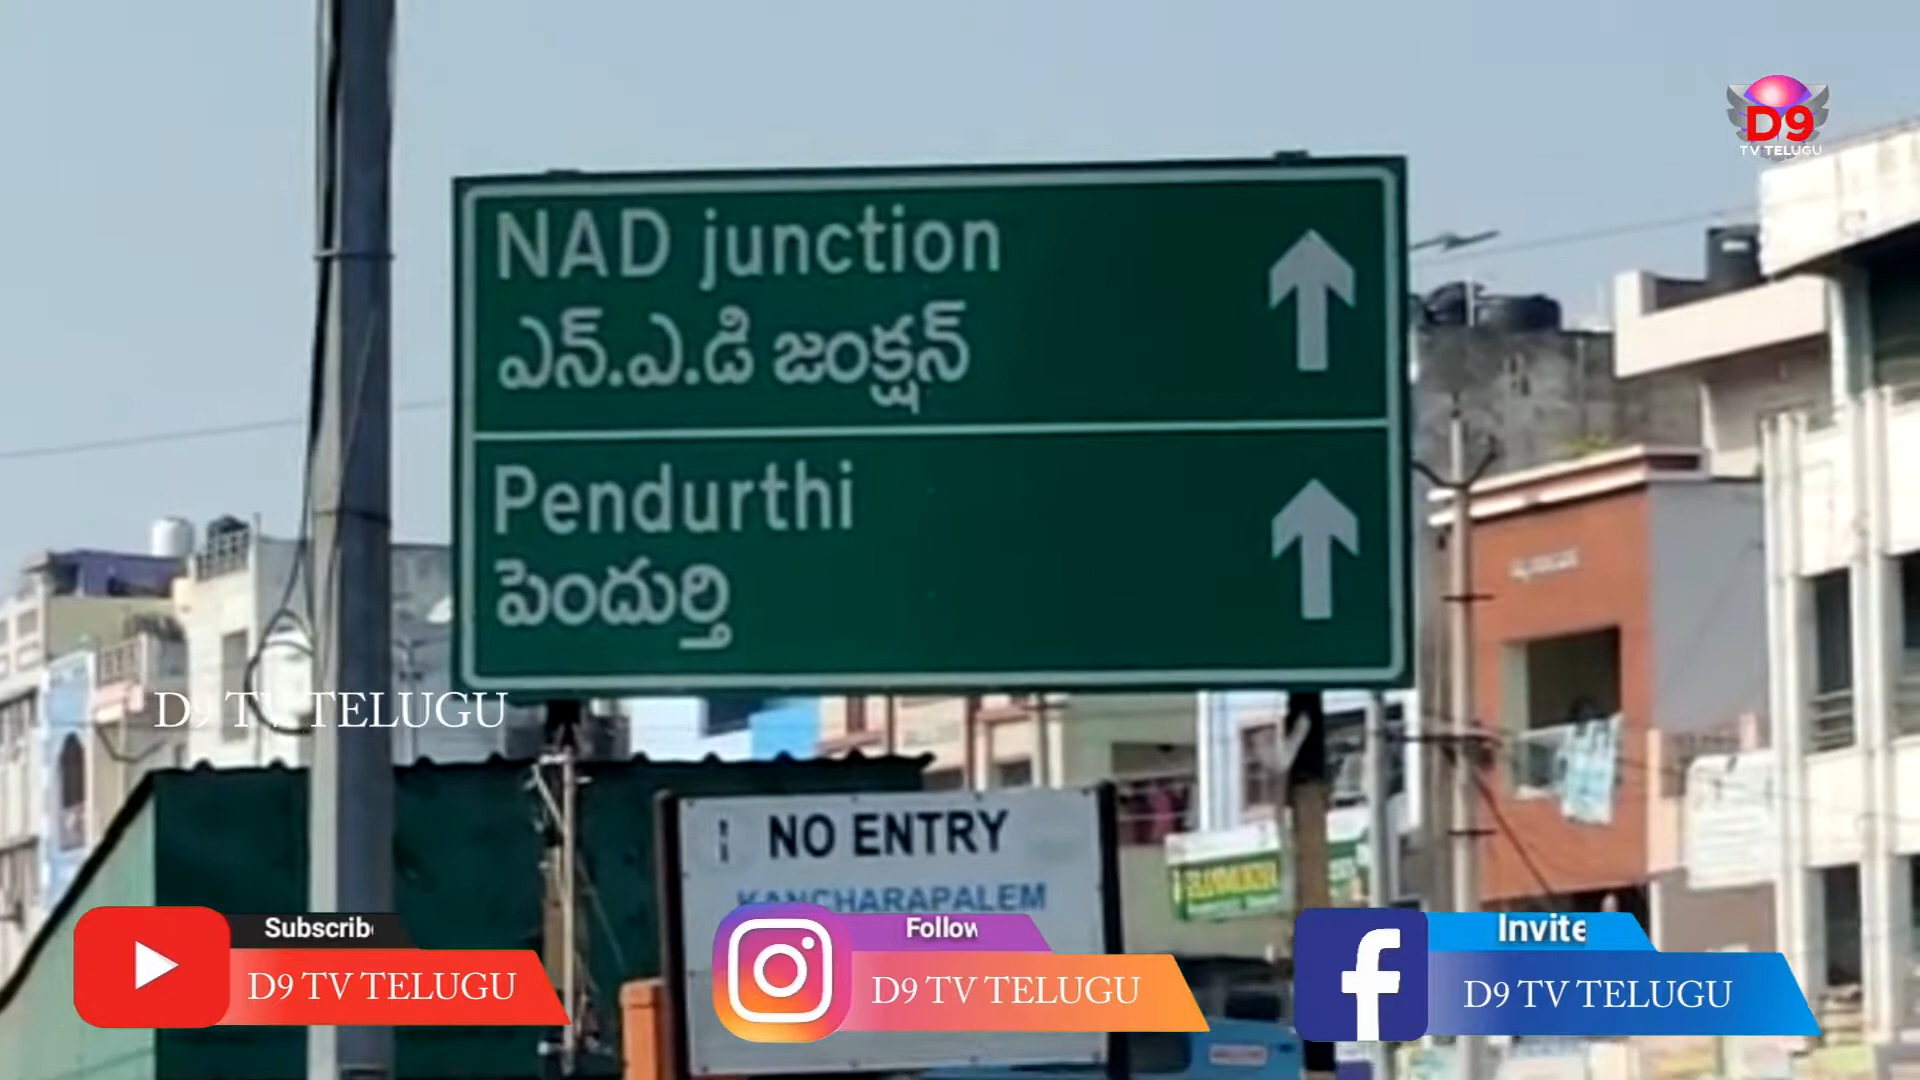 D9
TV TELUGU
NAD junction
ఎన్.ఎ.డి జంక్షన్
Pendurthi
పెందుర్తి
D9 TV TELUGU
NO ENTRY
KANCHARAPALEM
Subscrib
D9 TV TELUGU
Follow
D9 TV TELUGU
Invite
D9 TV TELUGU